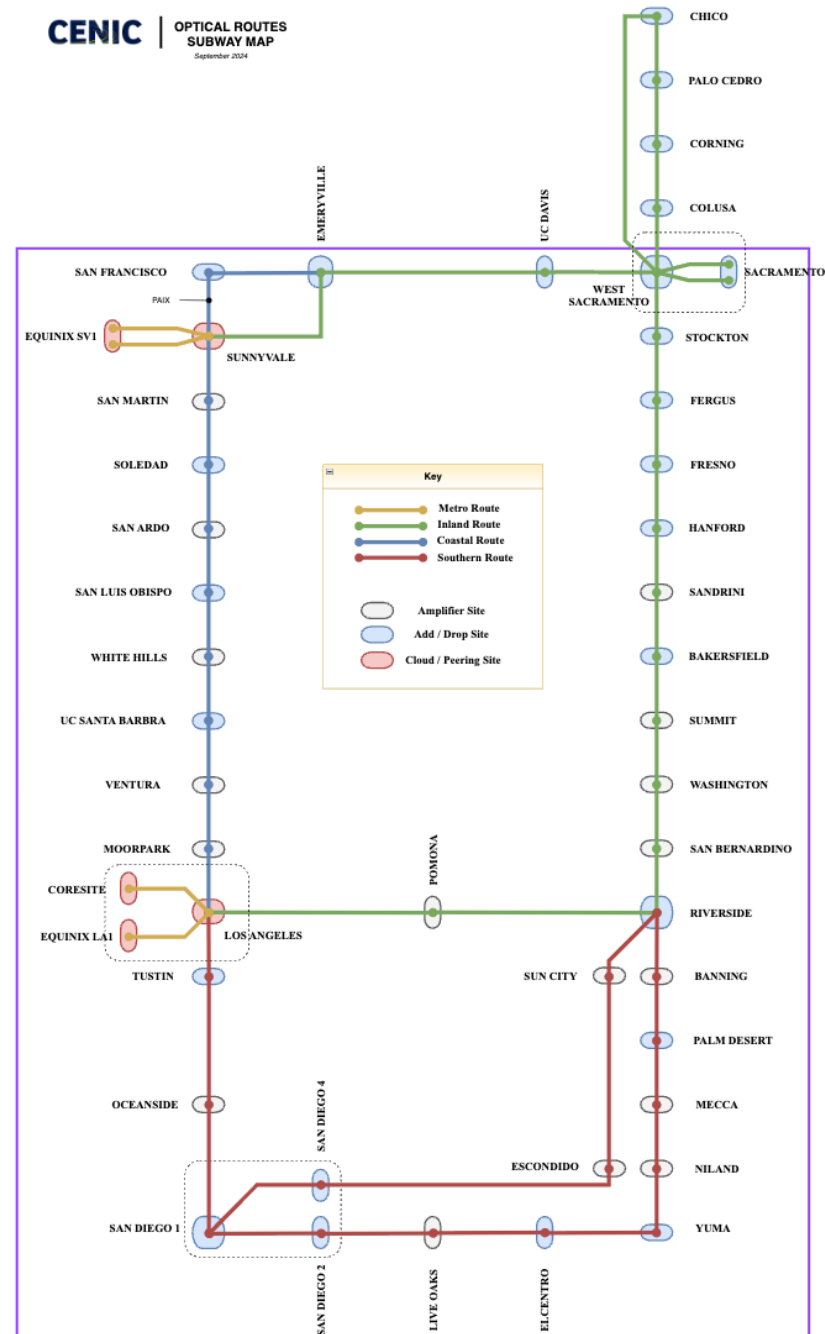 CENIC
OPTICAL ROUTES
SUBWAY MAP
September 2024
CHICO
PALO CEDRO
CORNING
COLUSA
EMERYVILLE
UC DAVIS
SAN FRANCISCO
WEST
SACRAMENTO
SACRAMENTO
PAIX
EQUINIX SV1
SUNNYVALE
STOCKTON
SAN MARTIN
FERGUS
SOLEDAD
FRESNO
Key
Metro Route
Inland Route
Coastal Route
Southern Route
Amplifier Site
Add / Drop Site
Cloud / Peering Site
SAN ARDO
HANFORD
SAN LUIS OBISPO
SANDRINI
WHITE HILLS
BAKERSFIELD
UC SANTA BARBRA
SUMMIT
VENTURA
WASHINGTON
MOORPARK
POMONA
SAN BERNARDINO
CORESITE
RIVERSIDE
EQUINIX LA1
LOS ANGELES
TUSTIN
SUN CITY
BANNING
PALM DESERT
OCEANSIDE
SAN DIEGO 4
MECCA
ESCONDIDO
NILAND
SAN DIEGO 1
YUMA
SAN DIEGO 2
LIVE OAKS
ELCENTRO